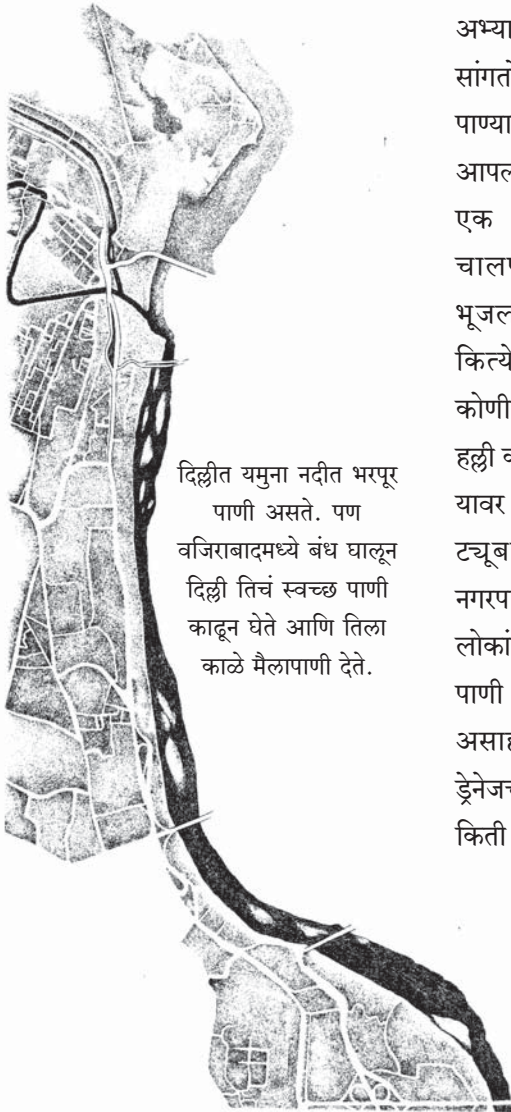 दिल्लीत यमुना नदीत भरपूर
पाणी असते. पण
वजिराबादमध्ये बंध घालून
दिल्ली तिचं स्वच्छ पाणी
काढून घेते आणि तिला
काळे मैलापाणी देते.
अभ्या
सांगतो
पाण्या
आपल
एक
भूजल
कित्ये
कोणी
हल्ली
यावर
ट्यूब
नगरप
लोकां
पाणी
असाह
ड्रेनेजच
किती